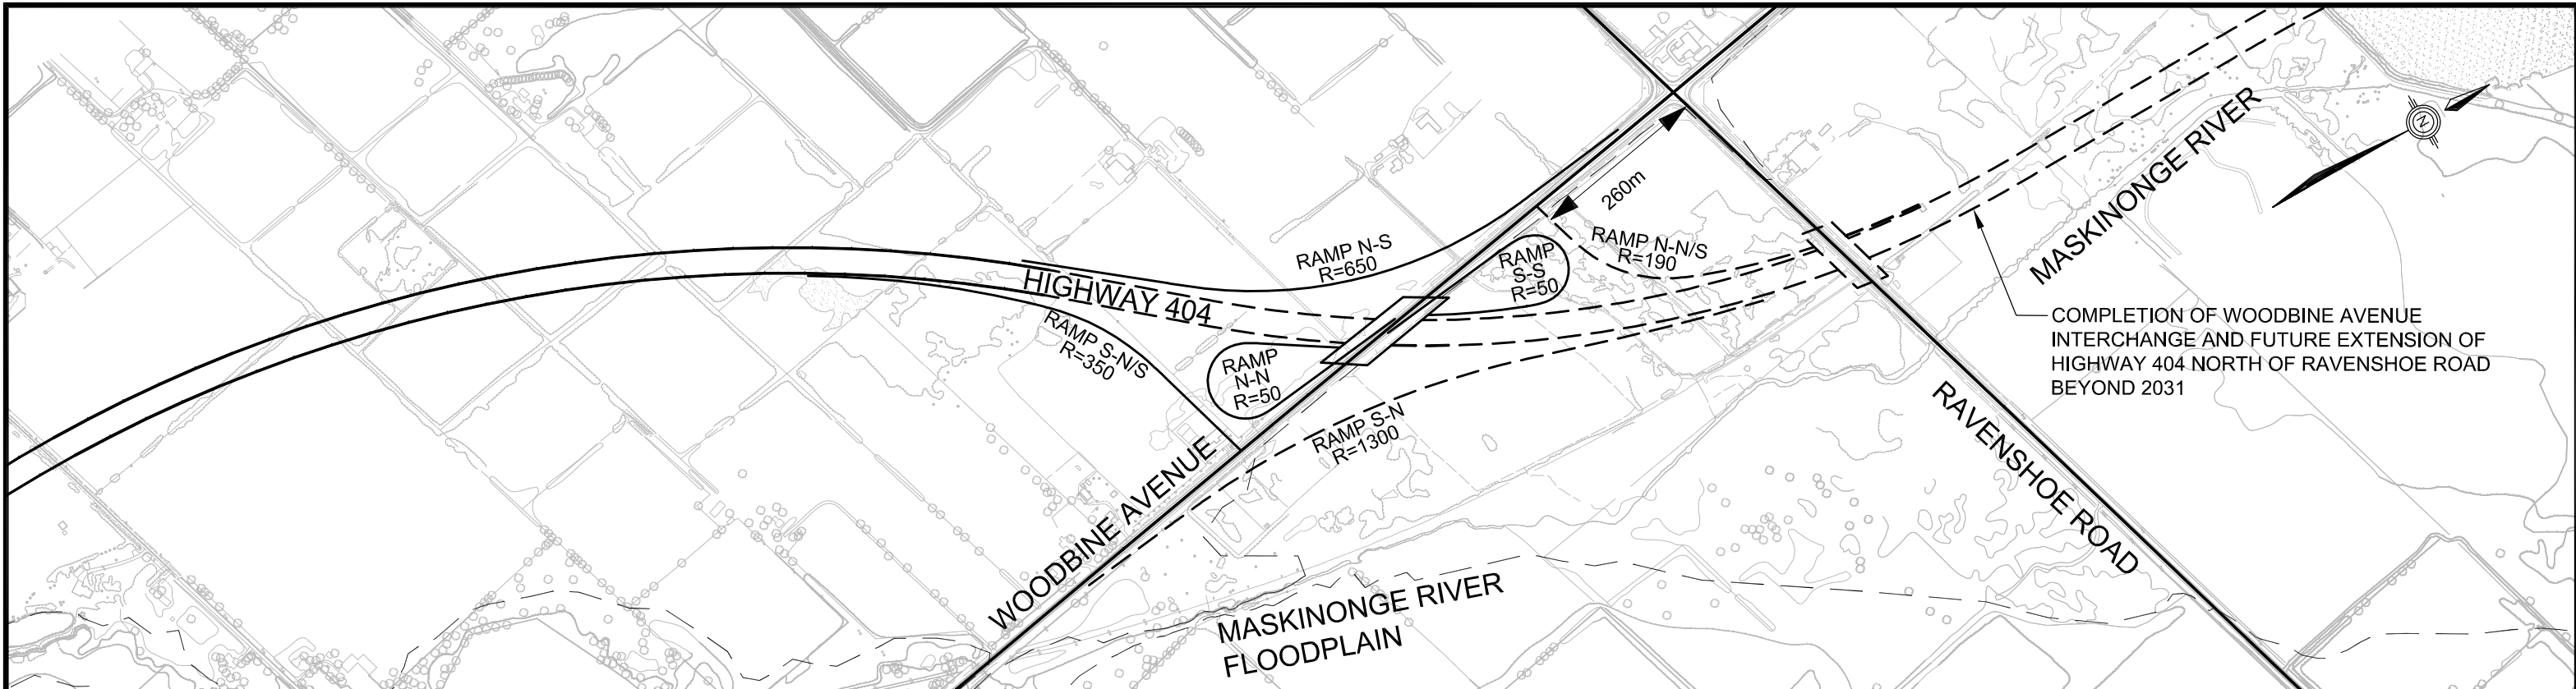 HIGHWAY 404
RAMP N-S
R=650
RAMP S-N/S
R=350
RAMP
N-N
R=50
RAMP
S-S
R=50
RAMP N-N/S
R=190
260m
RAMP S-N
R=1300
WOODBINE AVENUE
RAVENSHOE ROAD
MASKINONGE RIVER
N
COMPLETION OF WOODBINE AVENUE
INTERCHANGE AND FUTURE EXTENSION OF
HIGHWAY 404 NORTH OF RAVENSHOE ROAD
BEYOND 2031
MASKINONGE RIVER
FLOODPLAIN